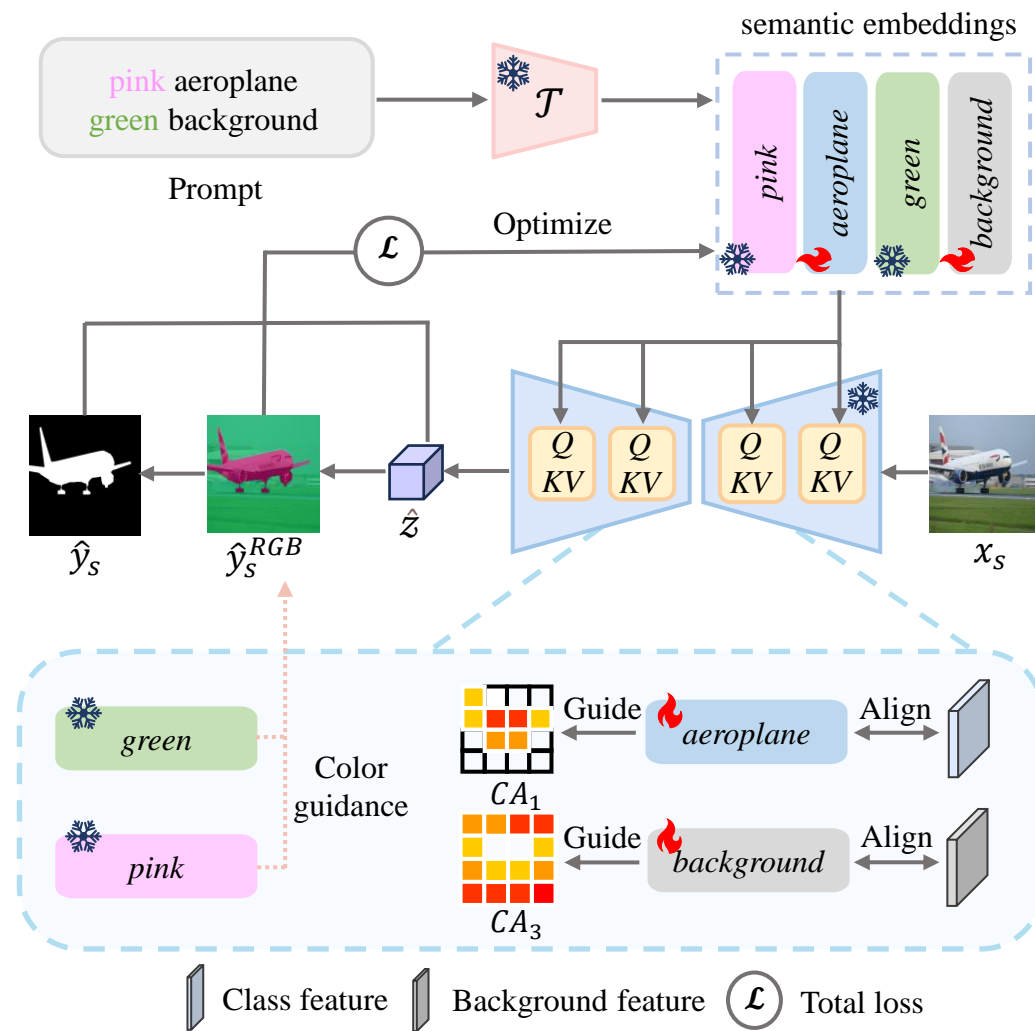 semantic embeddings
pink aeroplane
green background
𝒯
pink
aeroplane
green
background
Prompt
ℒ
Optimize
Q
KV
Q
KV
Q
KV
Q
KV
ŷ_s
ŷ_s^{RGB}
ẑ
x_s
green
Color
guidance
pink
Guide
aeroplane
Align
CA_1
Guide
background
Align
CA_3
Class feature
Background feature
ℒ
Total loss